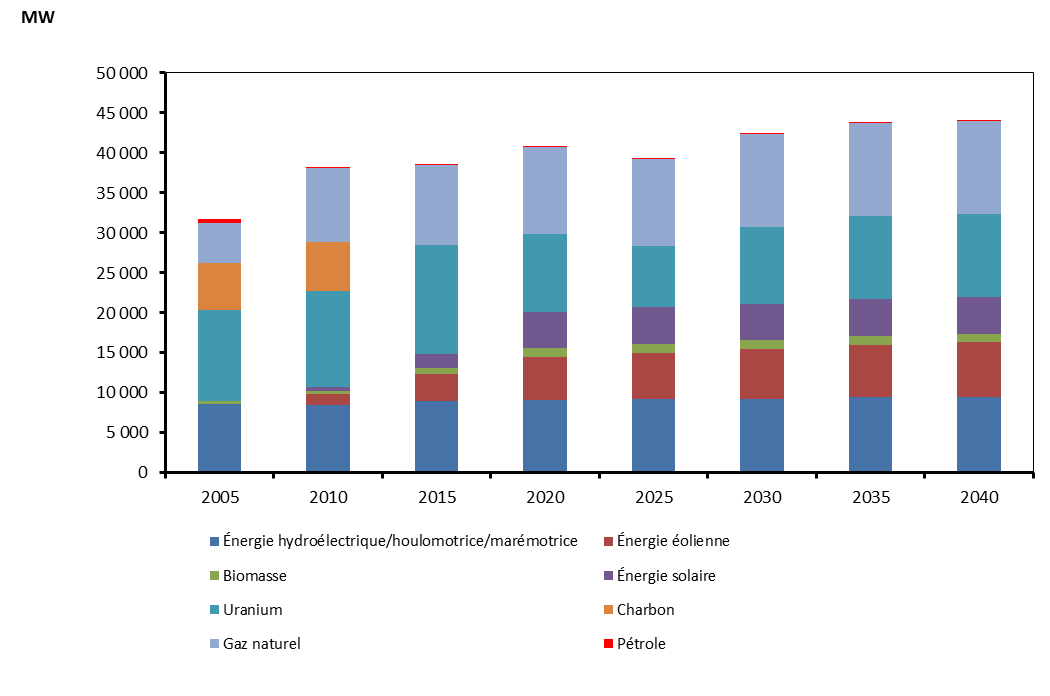 MW
50 000
45 000
40 000
35 000
30 000
25 000
20 000
15 000
10 000
5 000
0
2005 2010 2015 2020 2025 2030 2035 2040
Énergie hydroélectrique/houlomotrice/marémotrice Énergie éolienne
Biomasse Énergie solaire
Uranium Charbon
Gaz naturel Pétrole